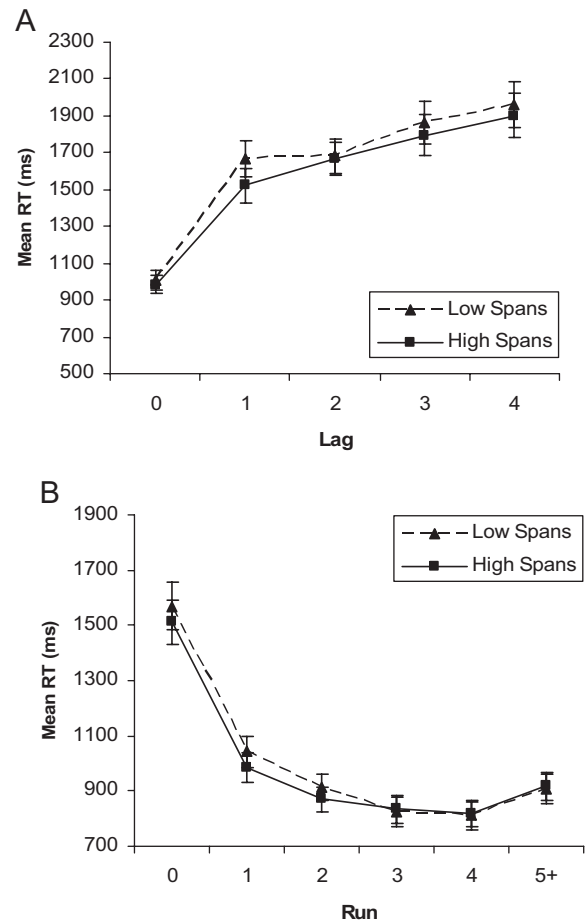 A
2300
2100
1900
1700
1500
1300
1100
900
700
500
Mean RT (ms)
Low Spans
High Spans
0 1 2 3 4
Lag
B
1900
1700
1500
1300
1100
900
700
Mean RT (ms)
Low Spans
High Spans
0 1 2 3 4 5+
Run